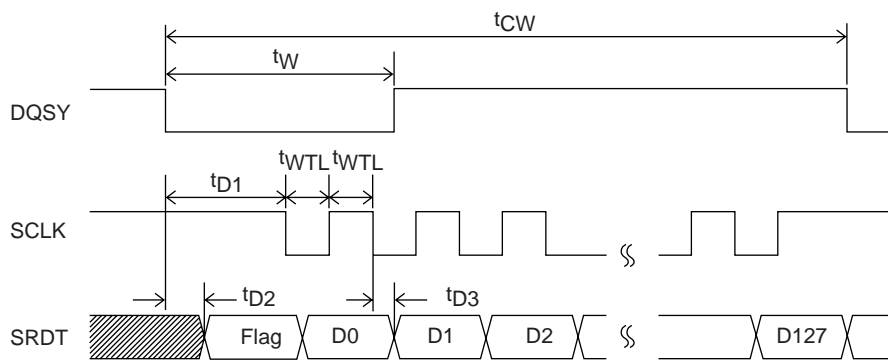 tCW
tW
DQSY
tWTL tWTL
tD1
SCLK
tD2 tD3
SRDT Flag D0 D1 D2 D127